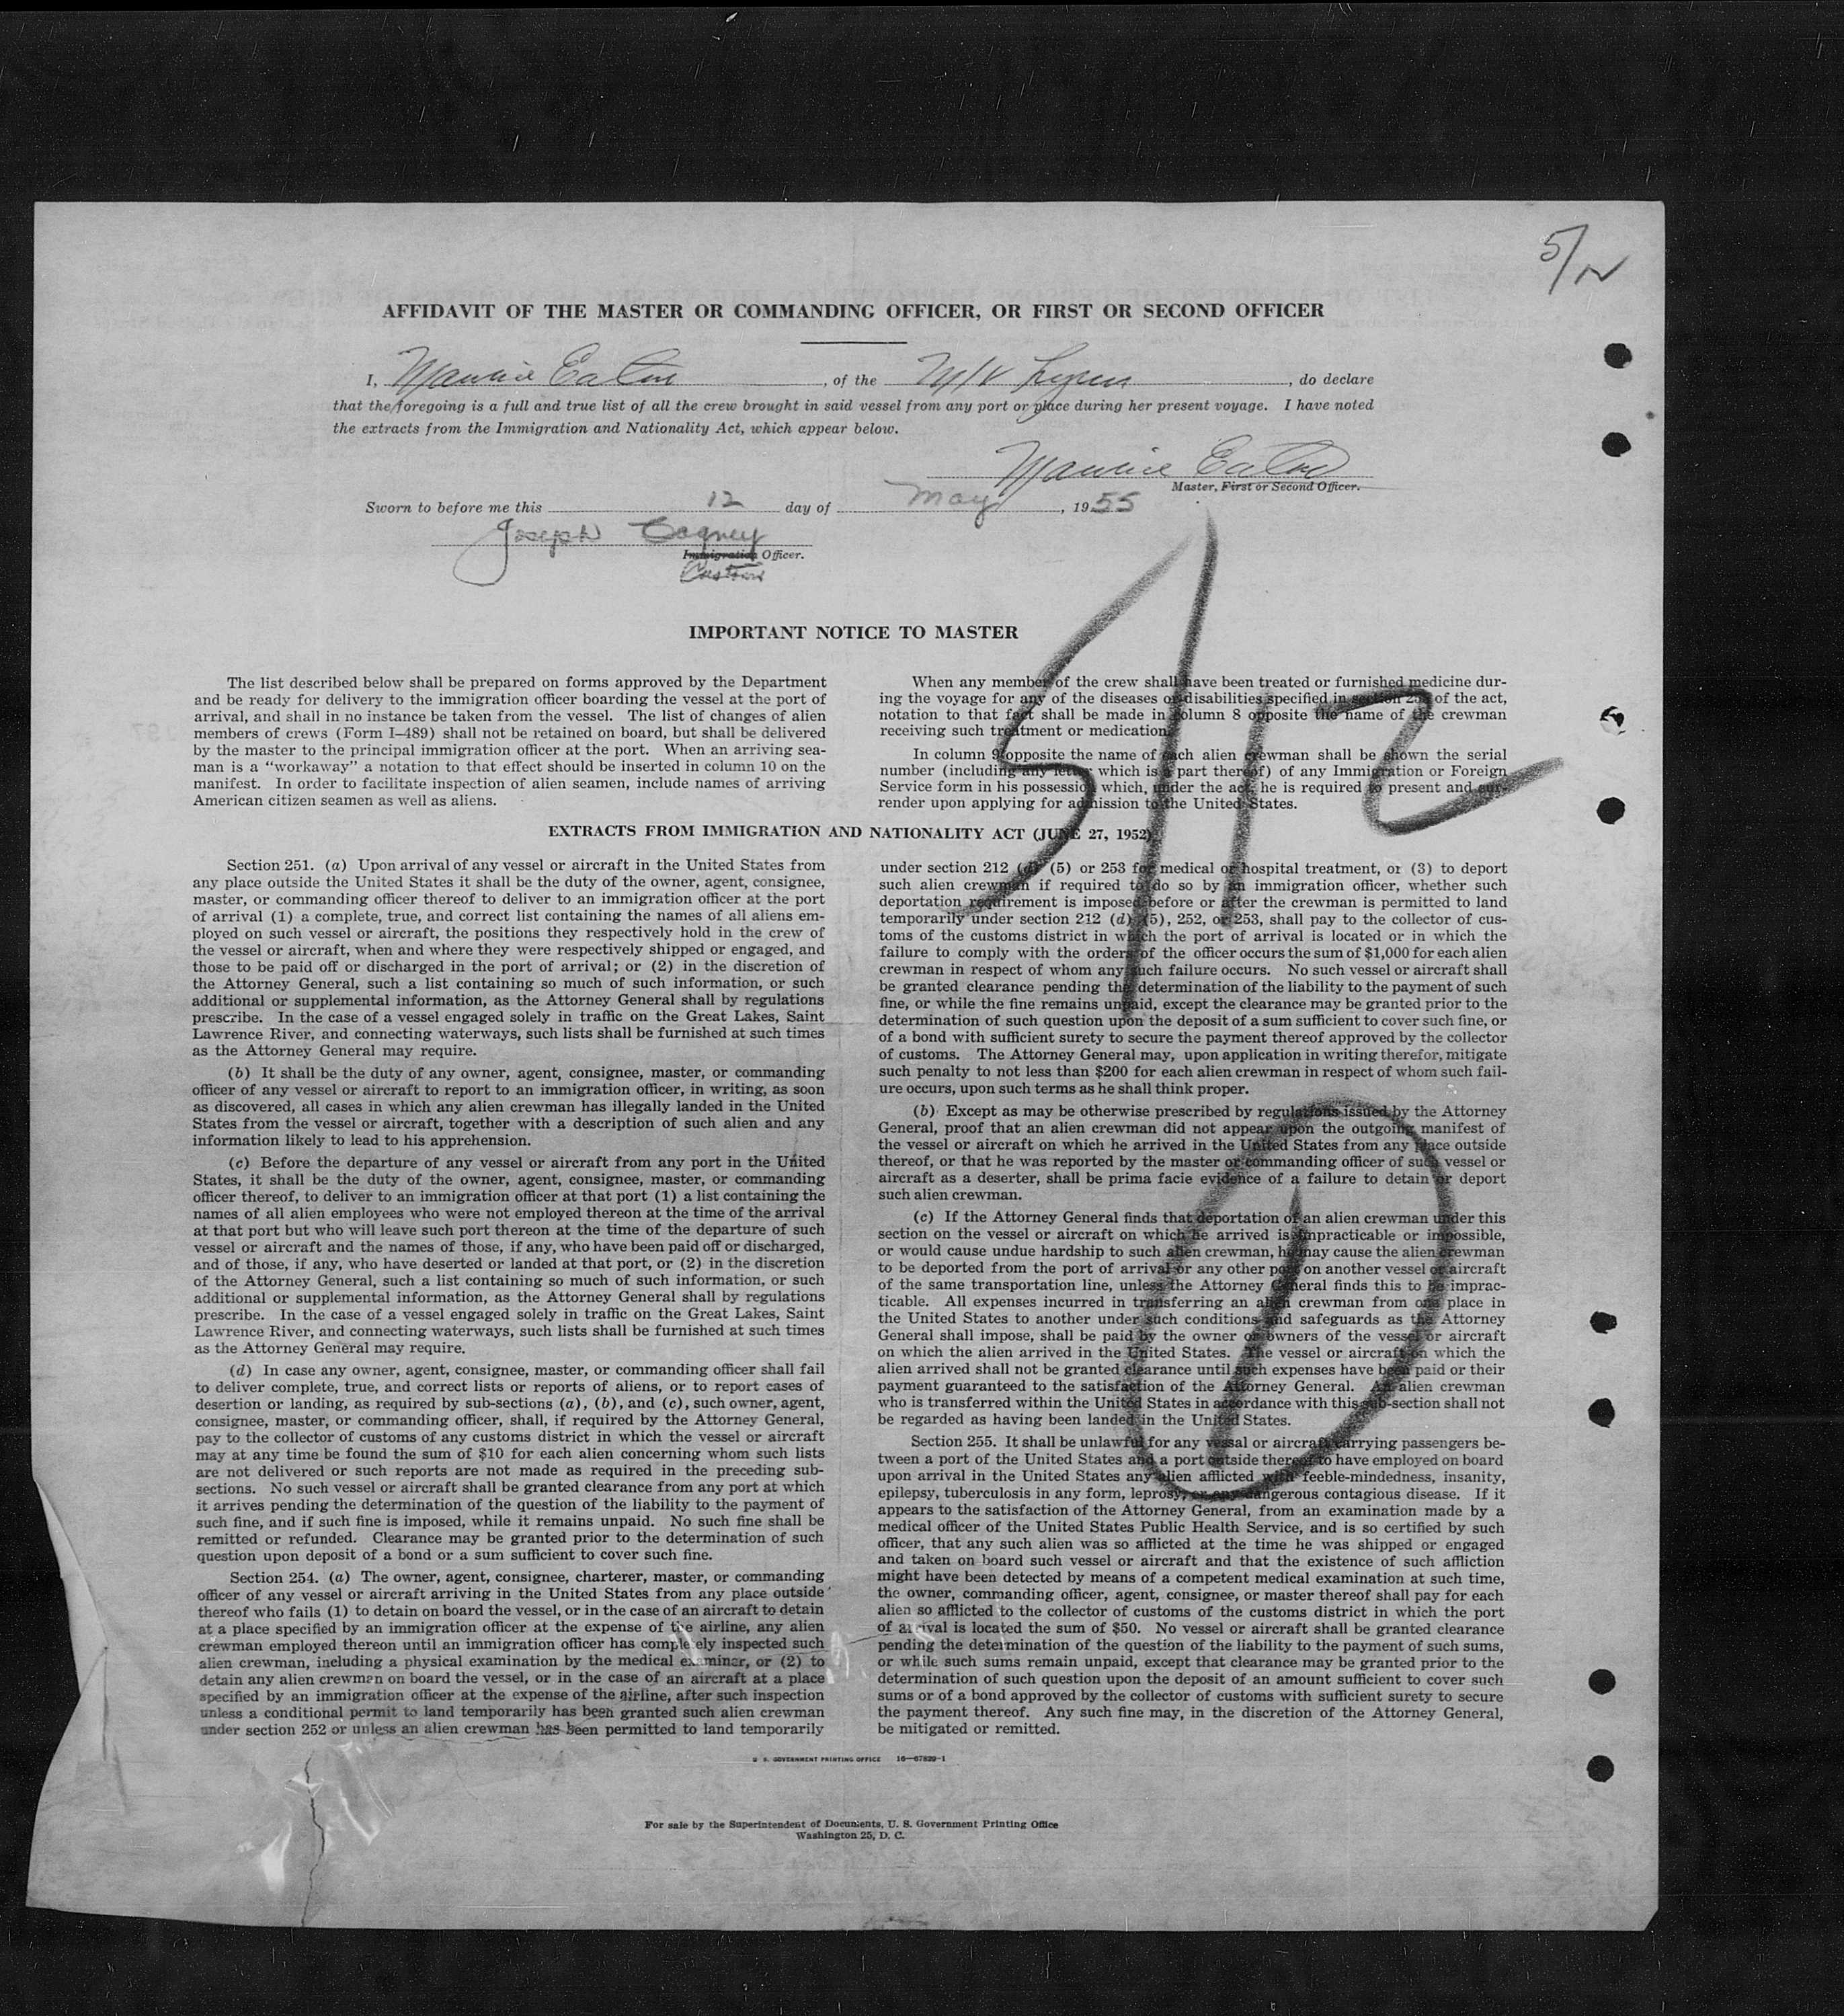 5/12
AFFIDAVIT OF THE MASTER OR COMMANDING OFFICER, OR FIRST OR SECOND OFFICER
I, Maurice Eaton, of the M/V, do declare
that the foregoing is a full and true list of all the crew brought in said vessel from any port or place during her present voyage. I have noted
the extracts from the Immigration and Nationality Act, which appear below.
Maurice Eaton
Master, First or Second Officer.
Sworn to before me this 12 day of May, 1955
Joseph Cagney
Immigration Officer.
Customs
IMPORTANT NOTICE TO MASTER
The list described below shall be prepared on forms approved by the Department
and be ready for delivery to the immigration officer boarding the vessel at the port of
arrival, and shall in no instance be taken from the vessel. The list of changes of alien
members of crews (Form I–489) shall not be retained on board, but shall be delivered
by the master to the principal immigration officer at the port. When an arriving sea-
man is a “workaway” a notation to that effect should be inserted in column 10 on the
manifest. In order to facilitate inspection of alien seamen, include names of arriving
American citizen seamen as well as aliens.
When any member of the crew shall have been treated or furnished medicine dur-
ing the voyage for any of the diseases or disabilities specified in section 255 of the act,
notation to that fact shall be made in column 8 opposite the name of the crewman
receiving such treatment or medication.
In column 9 opposite the name of each alien crewman shall be shown the serial
number (including any letter which is a part thereof) of any Immigration or Foreign
Service form in his possession which, under the act, he is required to present and sur-
render upon applying for admission to the United States.
5/12
EXTRACTS FROM IMMIGRATION AND NATIONALITY ACT (JUNE 27, 1952)
Section 251. (a) Upon arrival of any vessel or aircraft in the United States from
any place outside the United States it shall be the duty of the owner, agent, consignee,
master, or commanding officer thereof to deliver to an immigration officer at the port
of arrival (1) a complete, true, and correct list containing the names of all aliens em-
ployed on such vessel or aircraft, the positions they respectively hold in the crew of
the vessel or aircraft, when and where they were respectively shipped or engaged, and
those to be paid off or discharged in the port of arrival; or (2) in the discretion of
the Attorney General, such a list containing so much of such information, or such
additional or supplemental information, as the Attorney General shall by regulations
prescribe. In the case of a vessel engaged solely in traffic on the Great Lakes, Saint
Lawrence River, and connecting waterways, such lists shall be furnished at such times
as the Attorney General may require.
(b) It shall be the duty of any owner, agent, consignee, master, or commanding
officer of any vessel or aircraft to report to an immigration officer, in writing, as soon
as discovered, all cases in which any alien crewman has illegally landed in the United
States from the vessel or aircraft, together with a description of such alien and any
information likely to lead to his apprehension.
(c) Before the departure of any vessel or aircraft from any port in the United
States, it shall be the duty of the owner, agent, consignee, master, or commanding
officer thereof, to deliver to an immigration officer at that port (1) a list containing the
names of all alien employees who were not employed thereon at the time of the arrival
at that port but who will leave such port thereon at the time of the departure of such
vessel or aircraft and the names of those, if any, who have been paid off or discharged,
and of those, if any, who have deserted or landed at that port, or (2) in the discretion
of the Attorney General, such a list containing so much of such information, or such
additional or supplemental information, as the Attorney General shall by regulations
prescribe. In the case of a vessel engaged solely in traffic on the Great Lakes, Saint
Lawrence River, and connecting waterways, such lists shall be furnished at such times
as the Attorney General may require.
(d) In case any owner, agent, consignee, master, or commanding officer shall fail
to deliver complete, true, and correct lists or reports of aliens, or to report cases of
desertion or landing, as required by sub-sections (a), (b), and (c), such owner, agent,
consignee, master, or commanding officer, shall, if required by the Attorney General,
pay to the collector of customs of any customs district in which the vessel or aircraft
may at any time be found the sum of $10 for each alien concerning whom such lists
are not delivered or such reports are not made as required in the preceding sub-
sections. No such vessel or aircraft shall be granted clearance from any port at which
it arrives pending the determination of the question of the liability to the payment of
such fine, and if such fine is imposed, while it remains unpaid. No such fine shall be
remitted or refunded. Clearance may be granted prior to the determination of such
question upon deposit of a bond or a sum sufficient to cover such fine.
Section 254. (a) The owner, agent, consignee, charterer, master, or commanding
officer of any vessel or aircraft arriving in the United States from any place outside
thereof who fails (1) to detain on board the vessel, or in the case of an aircraft to detain
at a place specified by an immigration officer at the expense of the airline, any alien
crewman employed thereon until an immigration officer has completely inspected such
alien crewman, including a physical examination by the medical examiner, or (2) to
detain any alien crewman on board the vessel, or in the case of an aircraft at a place
specified by an immigration officer at the expense of the airline, after such inspection
unless a conditional permit to land temporarily has been granted such alien crewman
under section 252 or unless an alien crewman has been permitted to land temporarily
under section 212 (d) (5) or 253 for medical or hospital treatment, or (3) to deport
such alien crewman if required to do so by an immigration officer, whether such
deportation requirement is imposed before or after the crewman is permitted to land
temporarily under section 212 (d) (5), 252, or 253, shall pay to the collector of cus-
toms of the customs district in which the port of arrival is located or in which the
failure to comply with the orders of the officer occurs the sum of $1,000 for each alien
crewman in respect of whom any such failure occurs. No such vessel or aircraft shall
be granted clearance pending the determination of the liability to the payment of such
fine, or while the fine remains unpaid, except the clearance may be granted prior to the
determination of such question upon the deposit of a sum sufficient to cover such fine, or
of a bond with sufficient surety to secure the payment thereof approved by the collector
of customs. The Attorney General may, upon application in writing therefor, mitigate
such penalty to not less than $200 for each alien crewman in respect of whom such fail-
ure occurs, upon such terms as he shall think proper.
(b) Except as may be otherwise prescribed by regulations issued by the Attorney
General, proof that an alien crewman did not appear upon the outgoing manifest of
the vessel or aircraft on which he arrived in the United States from any place outside
thereof, or that he was reported by the master or commanding officer of such vessel or
aircraft as a deserter, shall be prima facie evidence of a failure to detain or deport
such alien crewman.
(c) If the Attorney General finds that deportation of an alien crewman under this
section on the vessel or aircraft on which he arrived is impracticable or impossible,
or would cause undue hardship to such alien crewman, he may cause the alien crewman
to be deported from the port of arrival or any other port on another vessel or aircraft
of the same transportation line, unless the Attorney General finds this to be imprac-
ticable. All expenses incurred in transferring an alien crewman from one place in
the United States to another under such conditions and safeguards as the Attorney
General shall impose, shall be paid by the owner or owners of the vessel or aircraft
on which the alien arrived in the United States. The vessel or aircraft on which the
alien arrived shall not be granted clearance until such expenses have been paid or their
payment guaranteed to the satisfaction of the Attorney General. An alien crewman
who is transferred within the United States in accordance with this sub-section shall not
be regarded as having been landed in the United States.
1
Section 255. It shall be unlawful for any vessal or aircraft carrying passengers be-
tween a port of the United States and a port outside thereof to have employed on board
upon arrival in the United States any alien afflicted with feeble-mindedness, insanity,
epilepsy, tuberculosis in any form, leprosy, or any dangerous contagious disease. If it
appears to the satisfaction of the Attorney General, from an examination made by a
medical officer of the United States Public Health Service, and is so certified by such
officer, that any such alien was so afflicted at the time he was shipped or engaged
and taken on board such vessel or aircraft and that the existence of such affliction
might have been detected by means of a competent medical examination at such time,
the owner, commanding officer, agent, consignee, or master thereof shall pay for each
alien so afflicted to the collector of customs of the customs district in which the port
of arrival is located the sum of $50. No vessel or aircraft shall be granted clearance
pending the determination of the question of the liability to the payment of such sums,
or while such sums remain unpaid, except that clearance may be granted prior to the
determination of such question upon the deposit of an amount sufficient to cover such
sums or of a bond approved by the collector of customs with sufficient surety to secure
the payment thereof. Any such fine may, in the discretion of the Attorney General,
be mitigated or remitted.
U. S. GOVERNMENT PRINTING OFFICE 16—67829-1
For sale by the Superintendent of Documents, U. S. Government Printing Office
Washington 25, D. C.